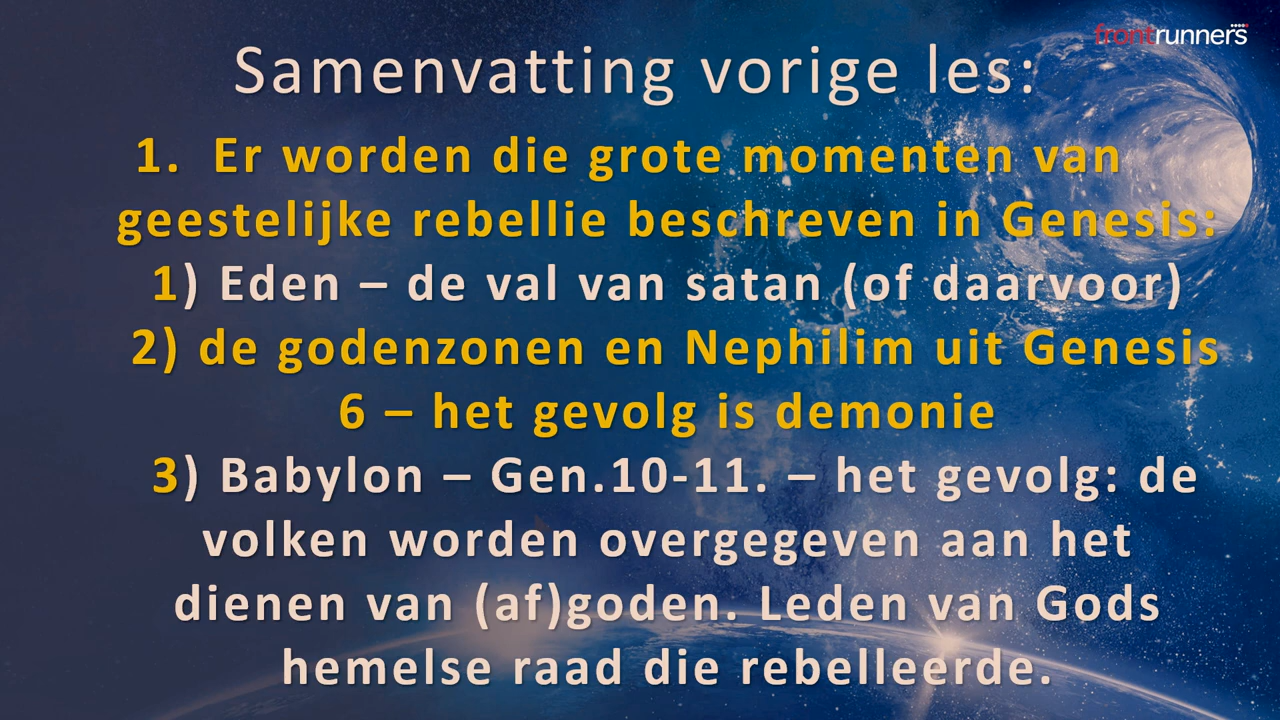 frontrunners
Samenvatting vorige les:
1. Er worden die grote momenten van
geestelijke rebellie beschreven in Genesis:
1) Eden – de val van satan (of daarvoor)
2) de godenzonen en Nephilim uit Genesis
6 – het gevolg is demonie
3) Babylon – Gen.10-11. – het gevolg: de
volken worden overgegeven aan het
dienen van (af)goden. Leden van Gods
hemelse raad die rebelleerde.